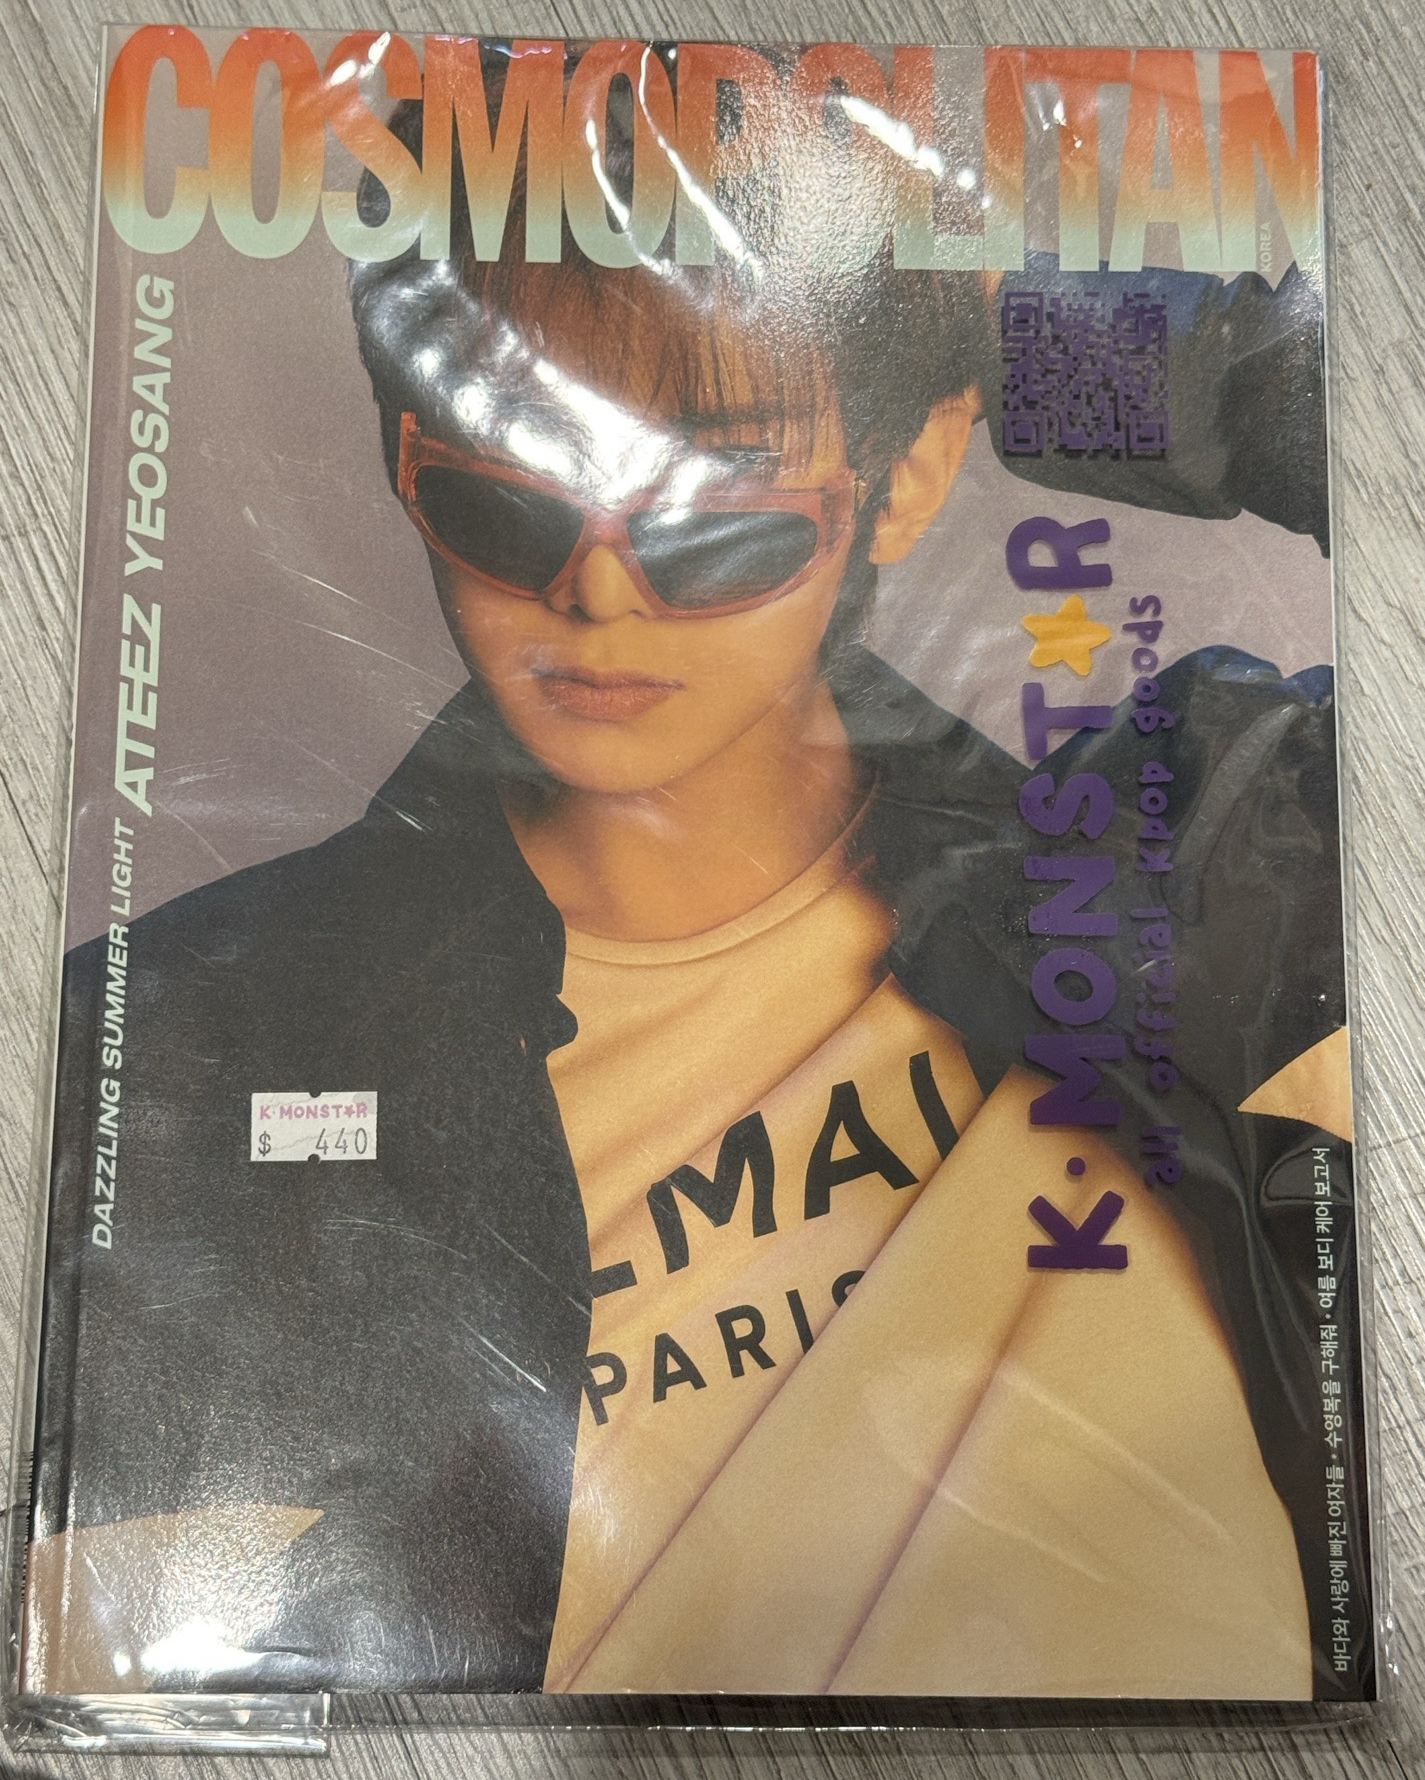 COSMOPOLITAN
KOREA
DAZZLING SUMMER LIGHT ATEEZ YEOSANG
K·MONST★R
all official Kpop goods
K·MONST★R
$ 440
LMAI
PARIS
바다와 사랑에 빠진 여자들 · 수영복을 구해줘 · 여름 보디 케어 보고서